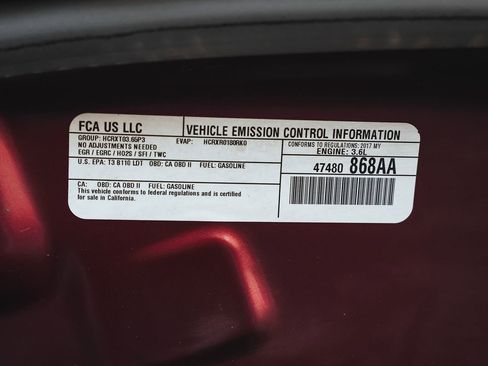 FCA US LLC
VEHICLE EMISSION CONTROL INFORMATION
GROUP: HCRXT03.65P3
EVAP: HCRXR0180RK0
CONFORMS TO REGULATIONS: 2017 MY
NO ADJUSTMENTS NEEDED
ENGINE: 3.6L
EGR / EGRC / HO2S / SFI / TWC
U.S. EPA: T3 B110 LDT OBD: CA OBD II FUEL: GASOLINE
47480 868AA
CA: OBD: CA OBD II FUEL: GASOLINE
This vehicle conforms to federal regulations and is certified
for sale in California.